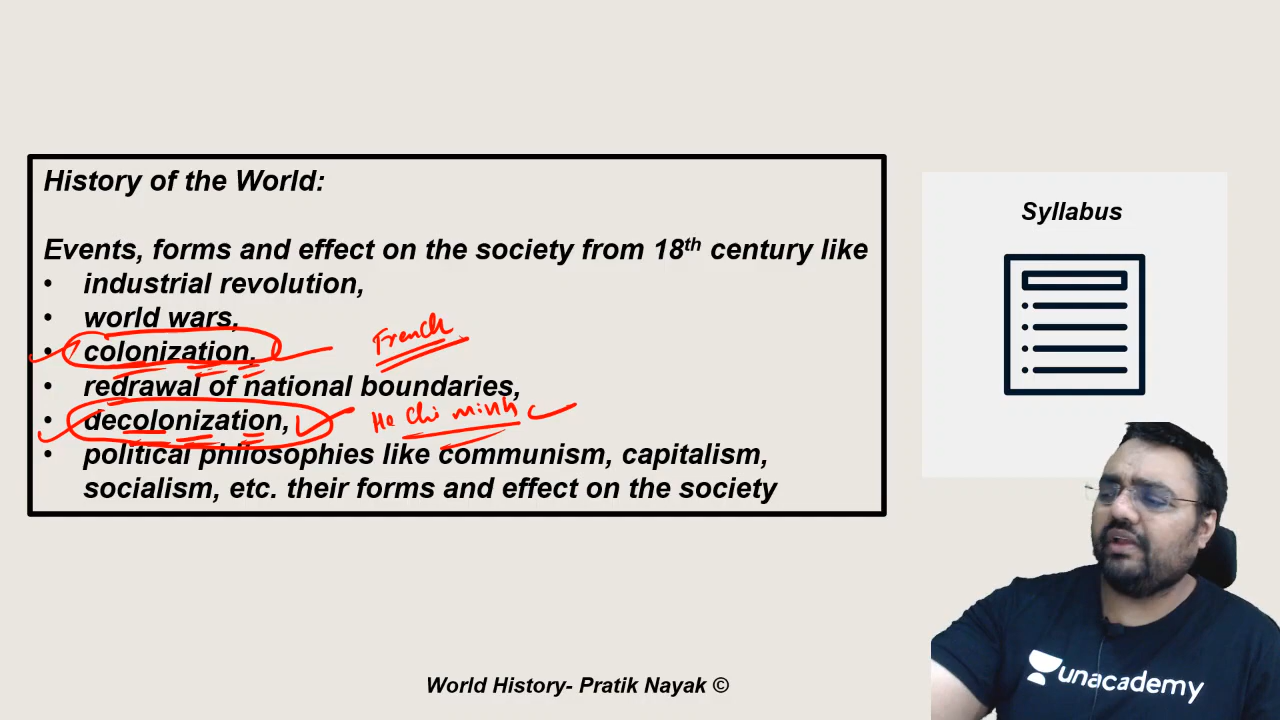 History of the World:
Events, forms and effect on the society from 18th century like
• industrial revolution,
• world wars,
• colonization,
French
• redrawal of national boundaries,
• decolonization,
Ho Chi minh
• political philosophies like communism, capitalism,
socialism, etc. their forms and effect on the society
Syllabus
unacademy
World History- Pratik Nayak ©